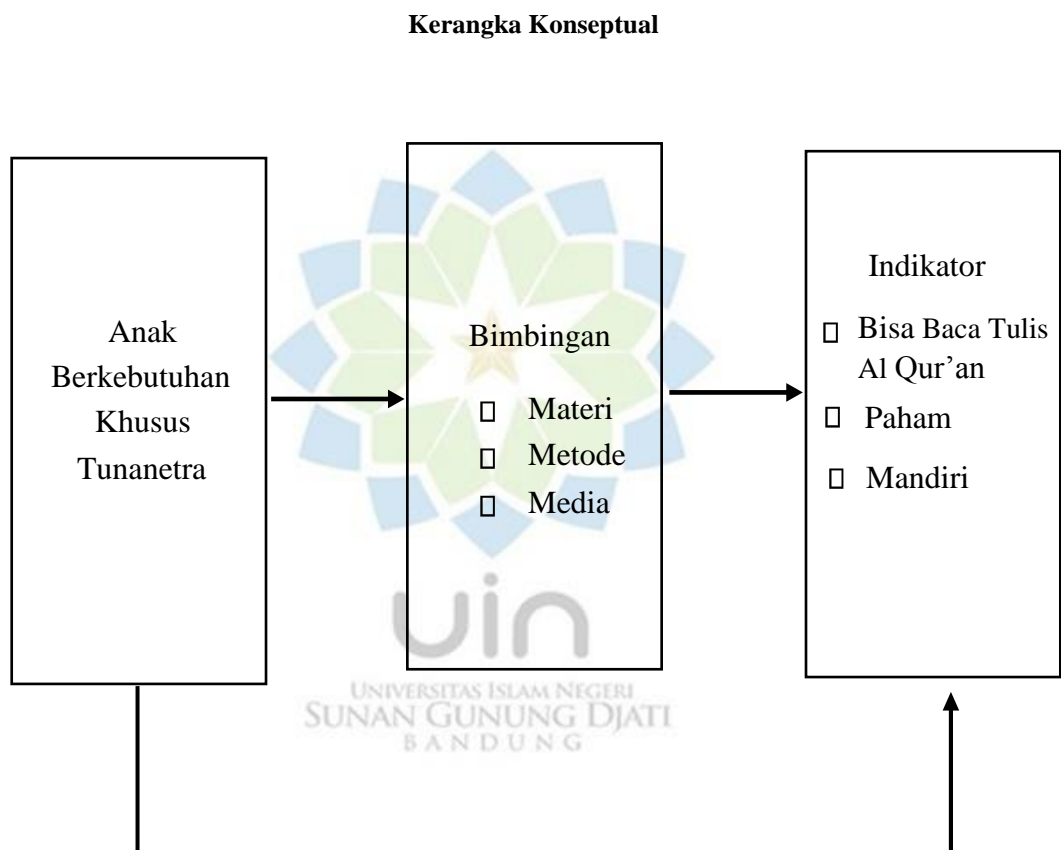 Kerangka Konseptual
Anak
Berkebutuhan
Khusus
Tunanetra
Bimbingan
Materi
Metode
Media
Indikator
Bisa Baca Tulis
Al Qur’an
Paham
Mandiri
uin
UNIVERSITAS ISLAM NEGERI
SUNAN GUNUNG DJATI
BANDUNG